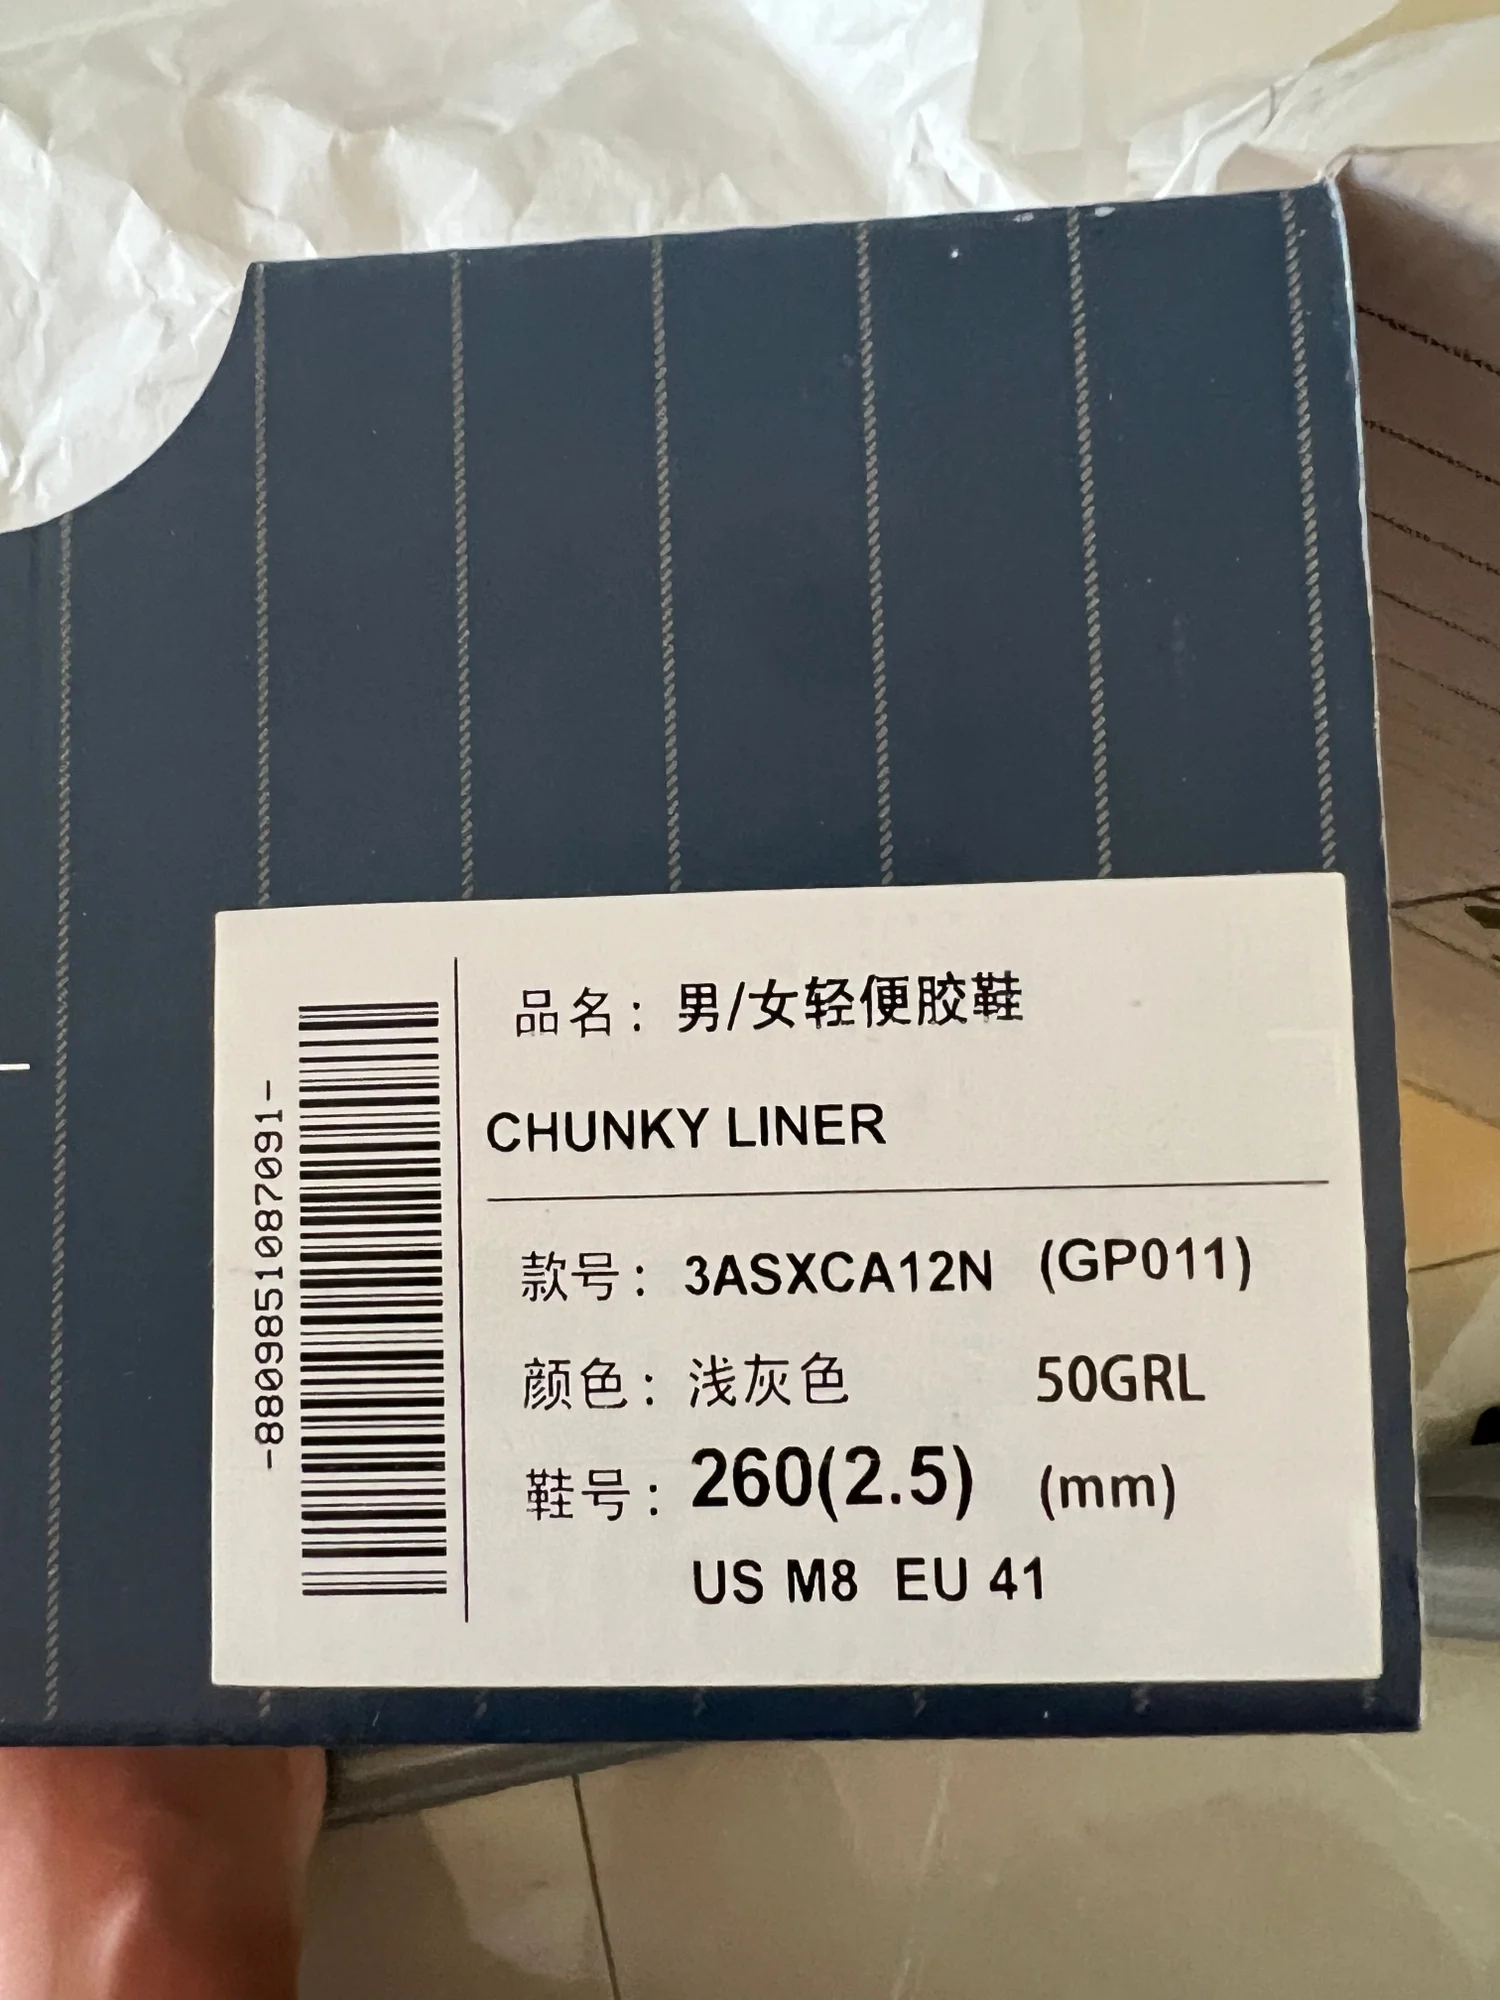 品名：男/女轻便胶鞋
CHUNKY LINER
款号：3ASXCA12N (GP011)
颜色：浅灰色 50GRL
鞋号：260(2.5) (mm)
US M8 EU 41
-8809851087091-